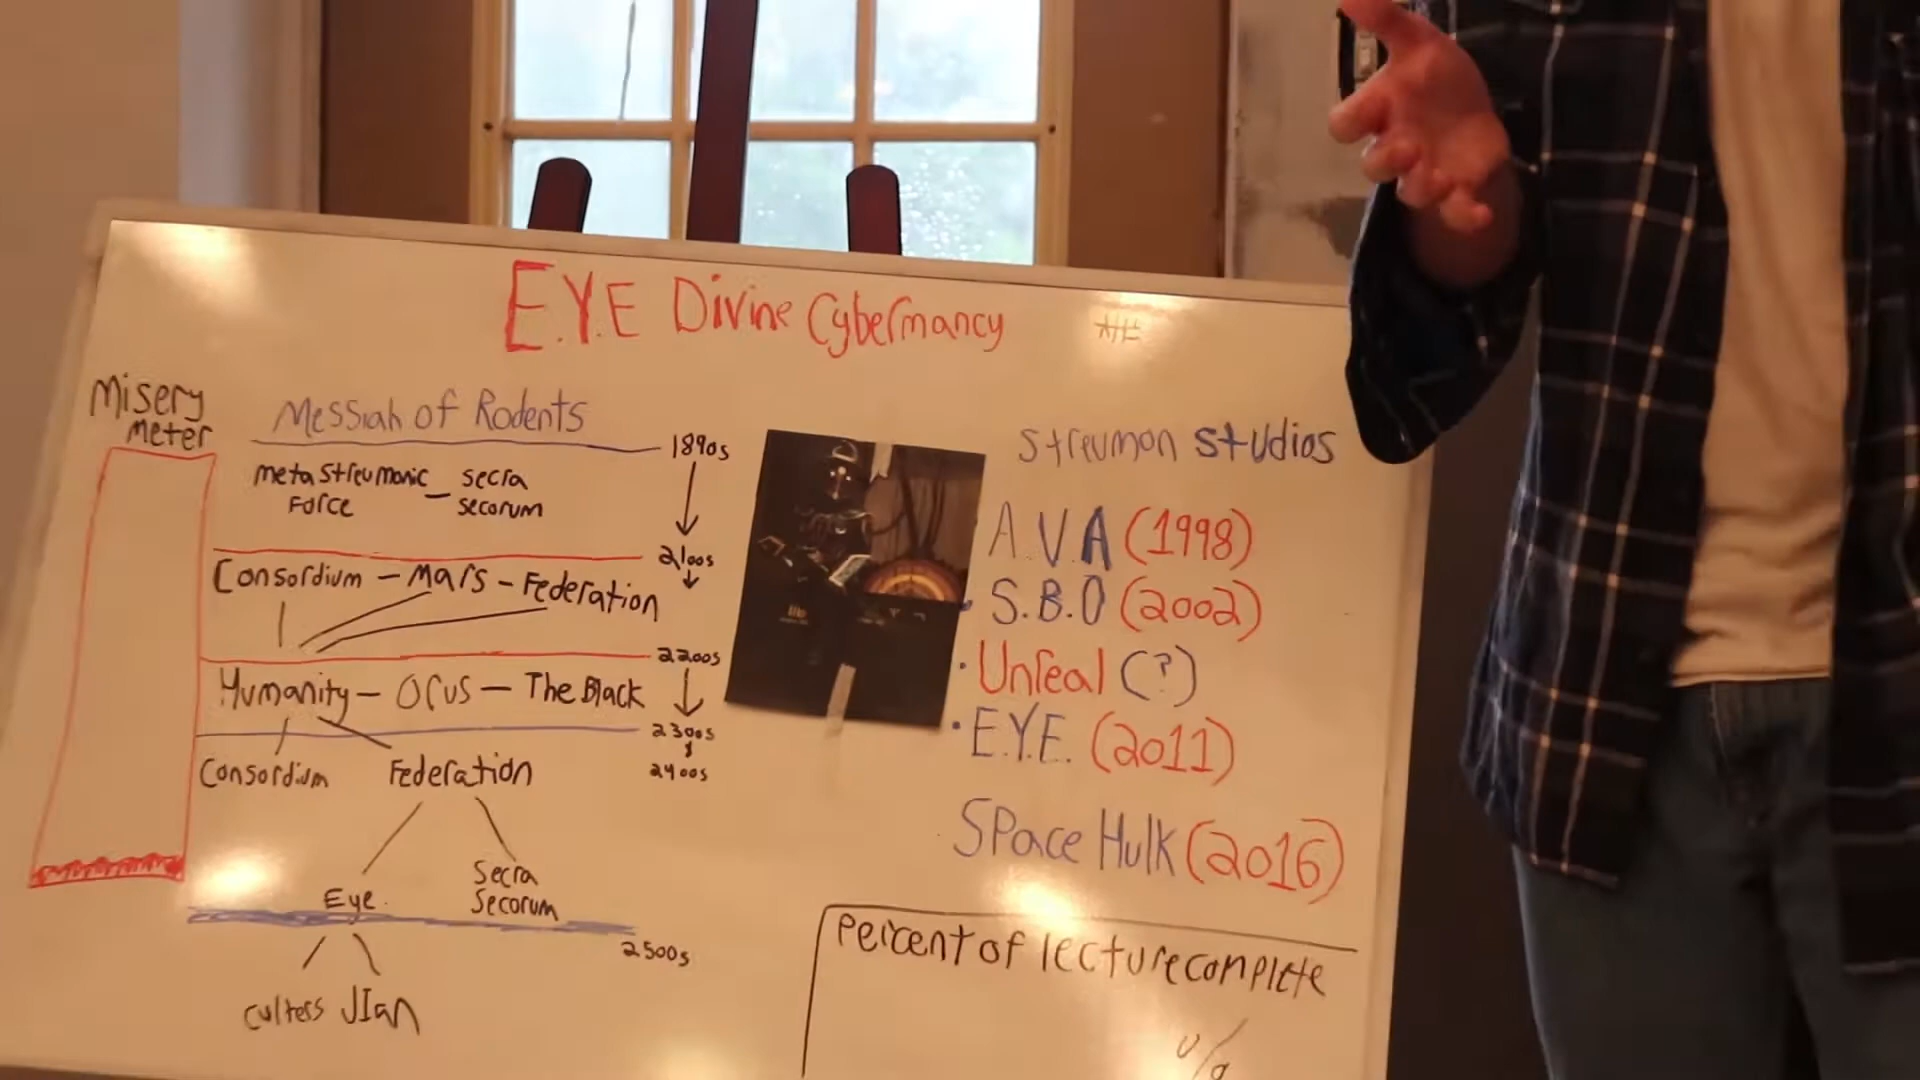 E.Y.E Divine Cybermancy
Misery
meter
Messiah of Rodents
1890s
meta streumonic – secra
Force secorum
2100s
Consordium – Mars – Federation
2200s
Humanity – Orus – The Black
2300s
2400s
Consordium Federation
Eye
Secra
Secorum
2500s
culters JIan
Streumon Studios
A.V.A (1998)
• S.B.O (2002)
• Unreal (?)
• E.Y.E. (2011)
Space Hulk (2016)
Percent of lecture complete